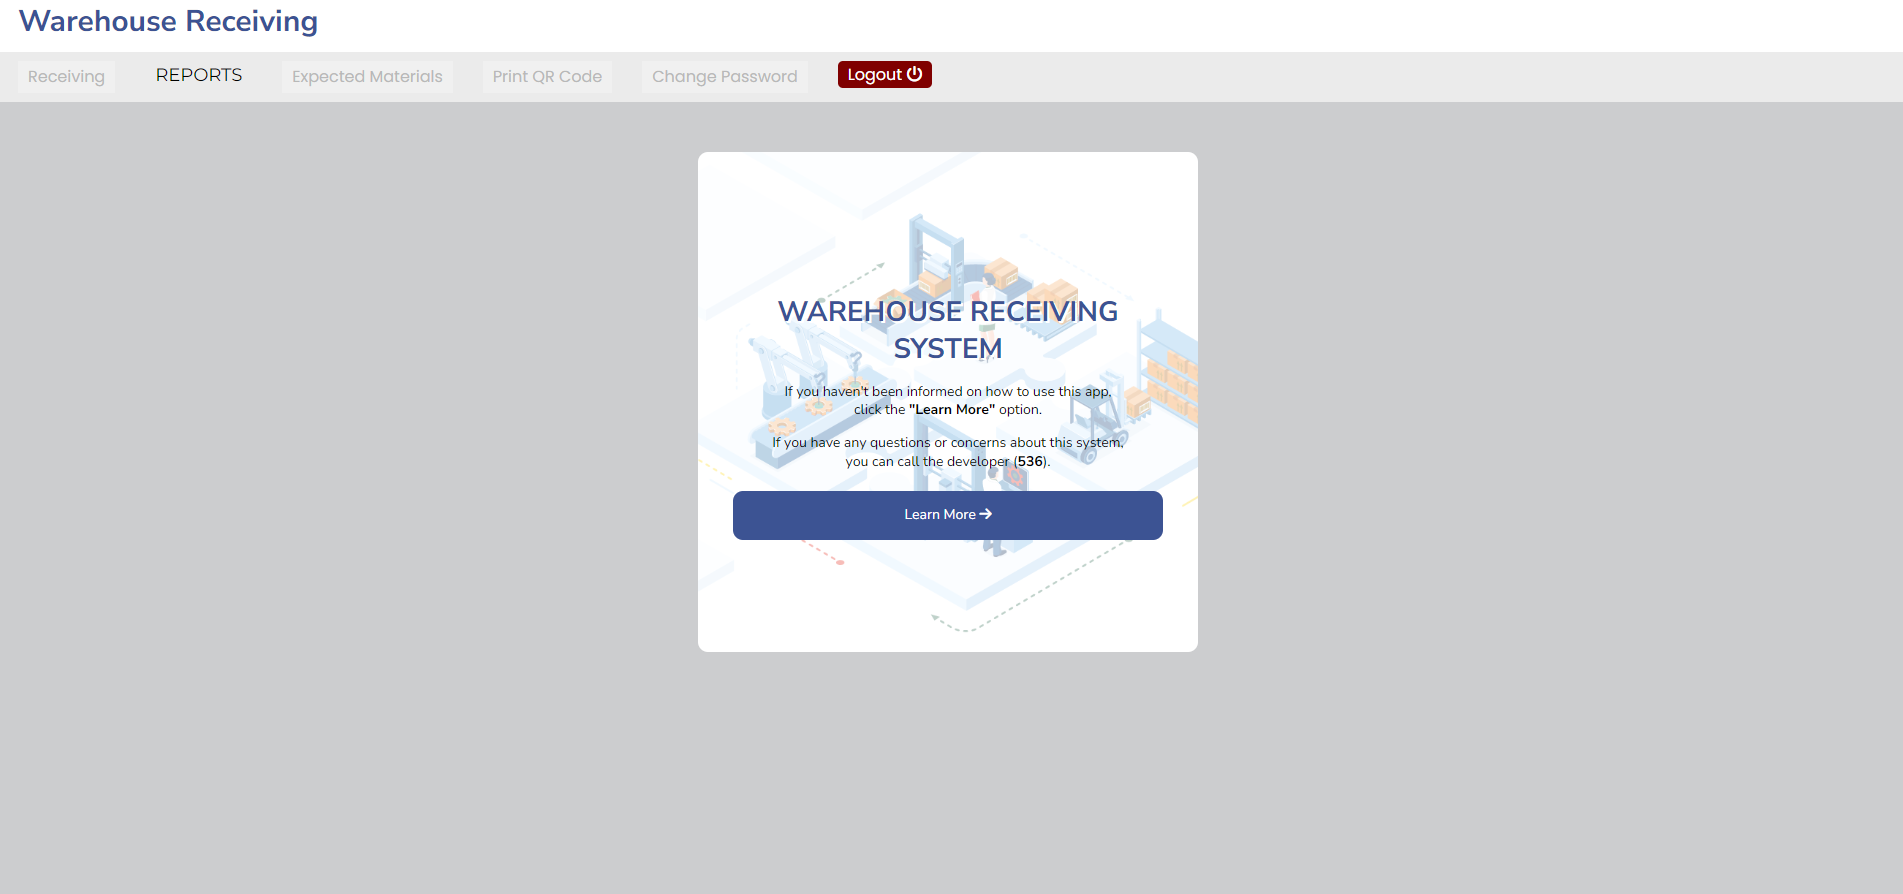 Warehouse Receiving
Receiving REPORTS Expected Materials Print QR Code Change Password Logout
WAREHOUSE RECEIVING
SYSTEM
If you haven't been informed on how to use this app,
click the "Learn More" option.
If you have any questions or concerns about this system,
you can call the developer (536).
Learn More